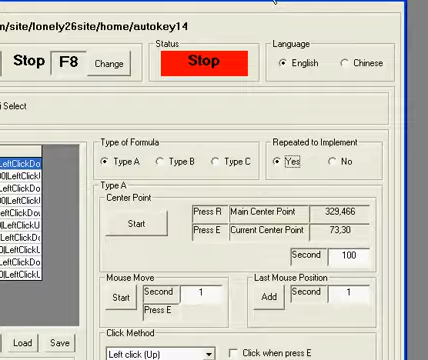 n/site/lonely26site/home/autokey14
Stop F8 Change
Status
Stop
Language
English Chinese
i Select
Type of Formula
Type A Type B Type C
Repeated to Implement
Yes No
Type A
Center Point
Start
Press R Main Center Point 329,466
Press E Current Center Point 73,30
Second 100
Mouse Move
Start Second 1
Press E
Last Mouse Position
Add Second 1
Click Method
Left click (Up) Click when press E
LeftClickDo
00|LeftClickU
Load Save